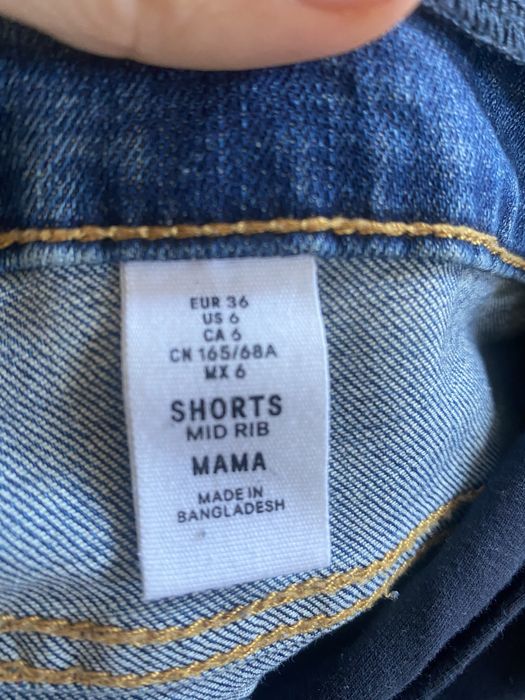 EUR 36
US 6
CA 6
CN 165/68A
MX 6
SHORTS
MID RIB
MAMA
MADE IN
BANGLADESH